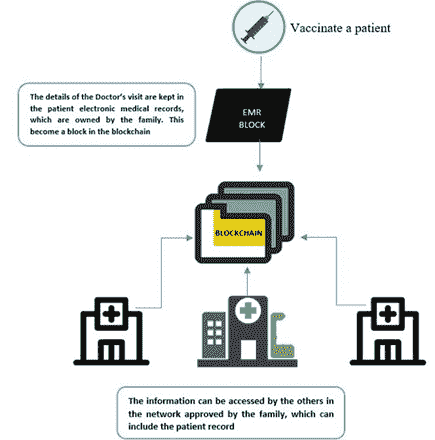 Vaccinate a patient
The details of the Doctor's visit are kept in
the patient electronic medical records,
which are owned by the family. This
become a block in the blockchain
EMR
BLOCK
BLOCKCHAIN
The information can be accessed by the others in
the network approved by the family, which can
include the patient record